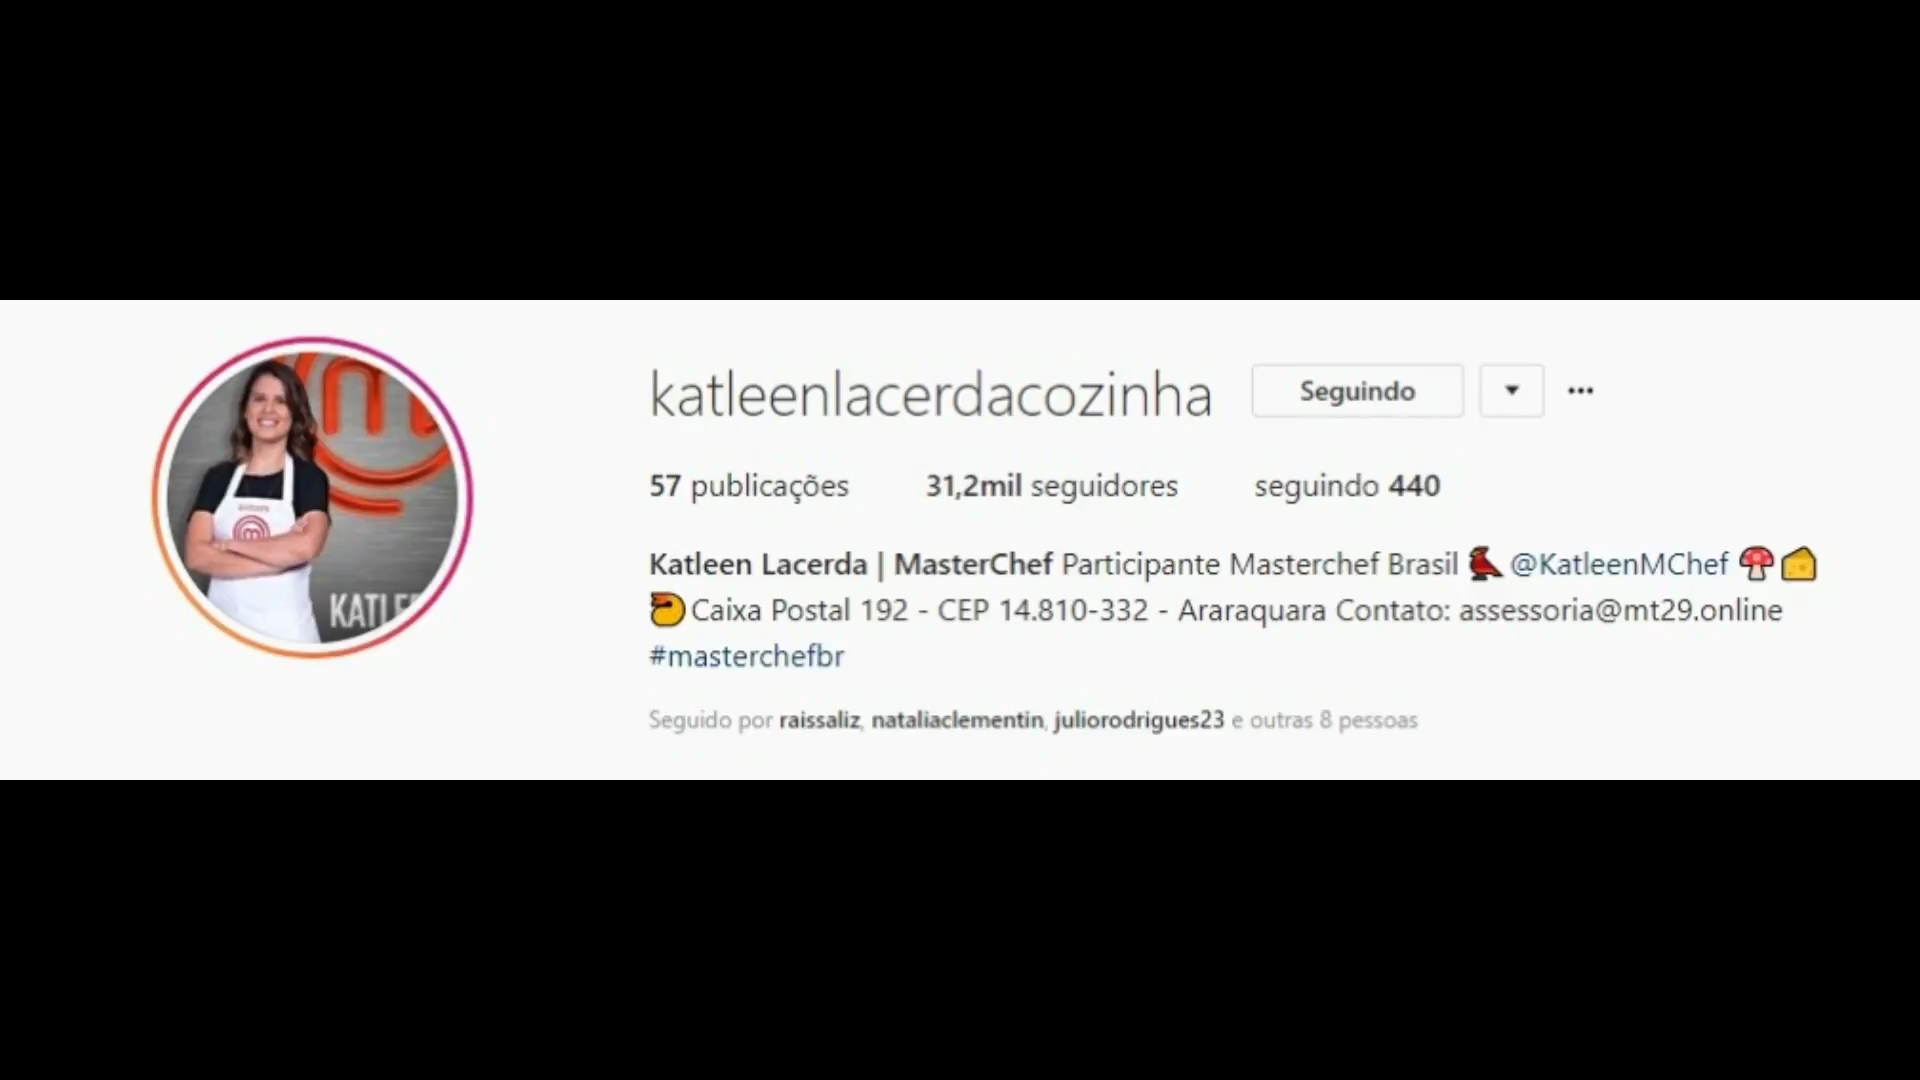 katleenlacerdacozinha Seguindo
57 publicações 31,2mil seguidores seguindo 440
Katleen Lacerda | MasterChef Participante Masterchef Brasil @KatleenMChef
Caixa Postal 192 - CEP 14.810-332 - Araraquara Contato: assessoria@mt29.online
#masterchefbr
Seguido por raissaliz, nataliaclementin, juliorodrigues23 e outras 8 pessoas